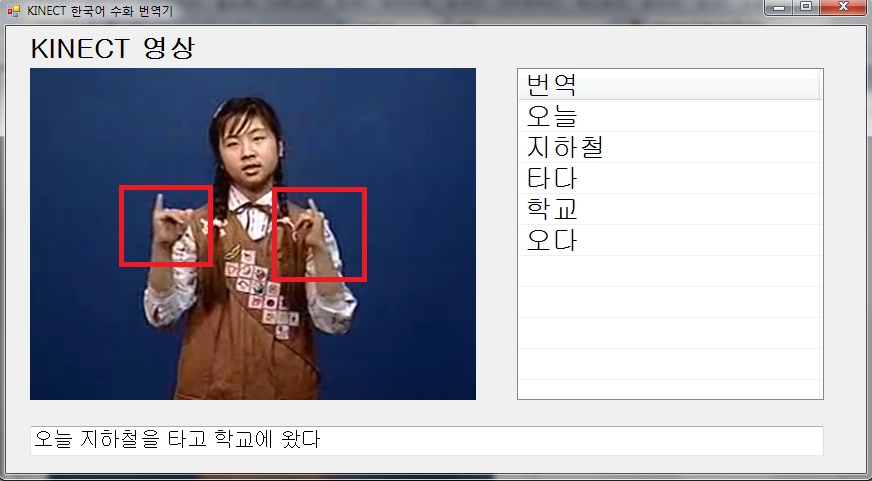 KINECT 한국어 수화 번역기
KINECT 영상
번역
오늘
지하철
타다
학교
오다
오늘 지하철을 타고 학교에 왔다